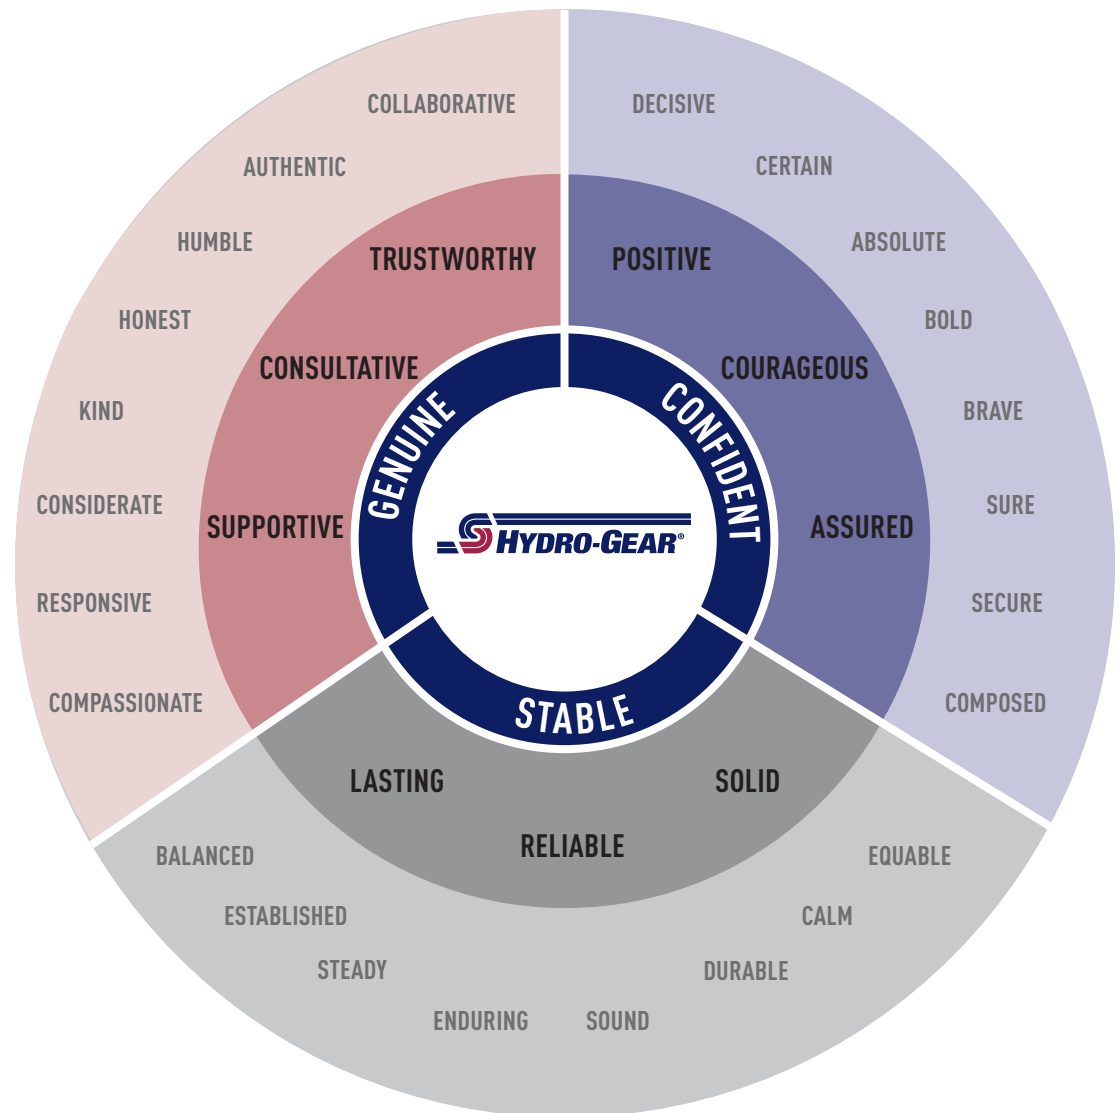 COLLABORATIVE
AUTHENTIC
HUMBLE
HONEST
KIND
CONSIDERATE
RESPONSIVE
COMPASSIONATE
TRUSTWORTHY
CONSULTATIVE
SUPPORTIVE
GENUINE
DECISIVE
CERTAIN
ABSOLUTE
BOLD
BRAVE
SURE
SECURE
COMPOSED
POSITIVE
COURAGEOUS
ASSURED
CONFIDENT
HYDRO-GEAR®
STABLE
LASTING
SOLID
RELIABLE
BALANCED
ESTABLISHED
STEADY
ENDURING
SOUND
DURABLE
CALM
EQUABLE